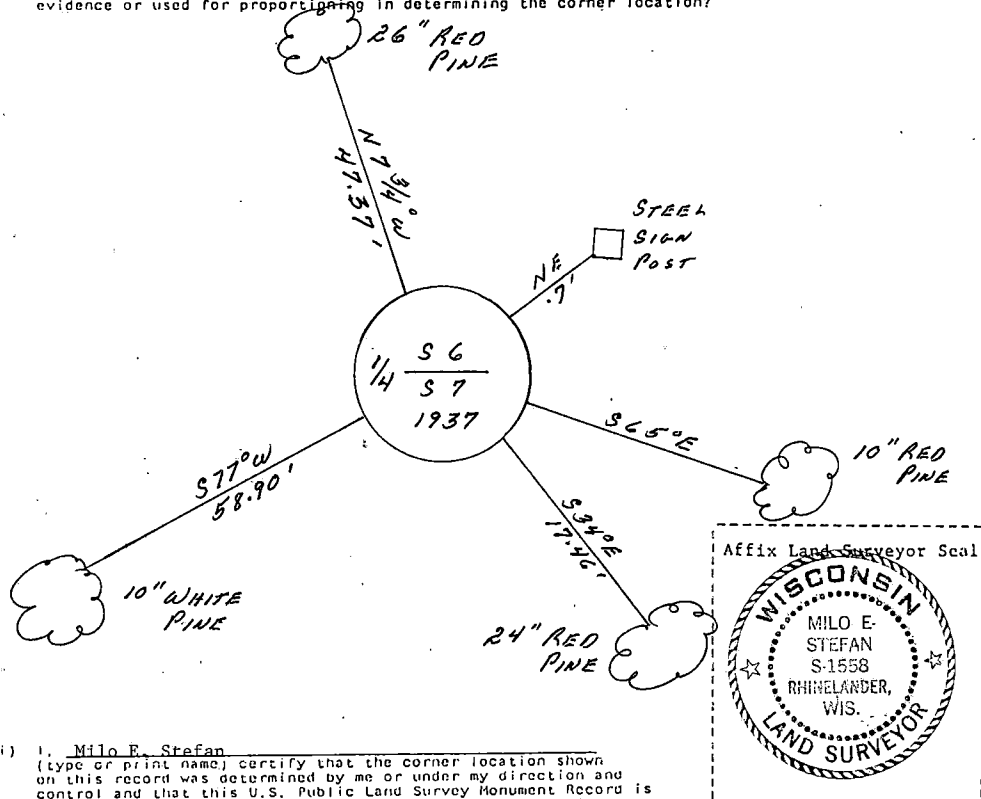 evidence or used for proportioning in determining the corner location?
26" RED
PINE
N 7 3/4° W
47.37'
STEEL
SIGN
POST
NE
.7'
1/4 S 6
S 7
1937
S65°E
10" RED
PINE
S77°W
58.90'
S34°E
17.46'
10" WHITE
PINE
24" RED
PINE
Affix Land Surveyor Seal
WISCONSIN
MILO E-
STEFAN
S-1558
RHINELANDER,
WIS.
LAND SURVEYOR
i) I, Milo E. Stefan
(type or print name) certify that the corner location shown
on this record was determined by me or under my direction and
control and that this U.S. Public Land Survey Monument Record is